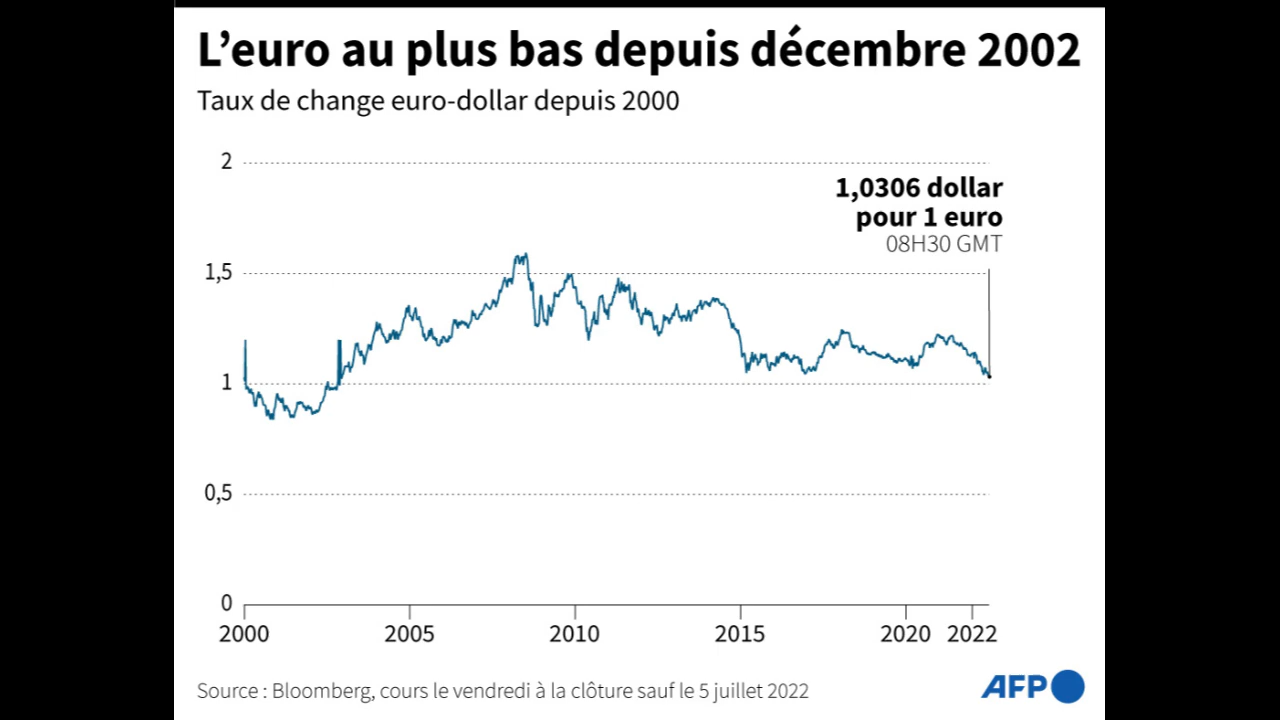 L’euro au plus bas depuis décembre 2002
Taux de change euro-dollar depuis 2000
2
1,0306 dollar
pour 1 euro
08H30 GMT
1,5
1
0,5
0
2000 2005 2010 2015 2020 2022
Source : Bloomberg, cours le vendredi à la clôture sauf le 5 juillet 2022
AFP